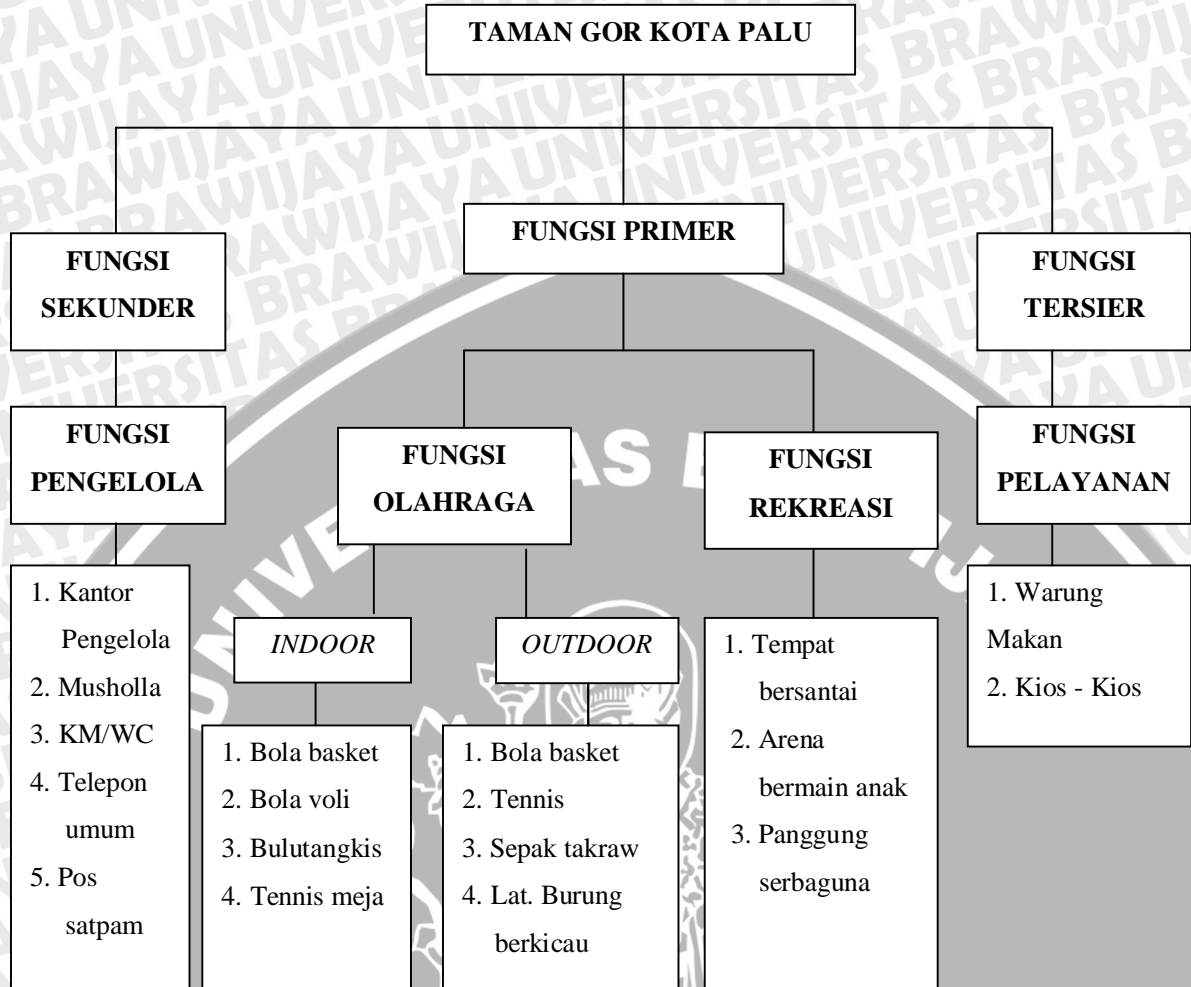 TAMAN GOR KOTA PALU
FUNGSI PRIMER
FUNGSI
SEKUNDER
FUNGSI
TERSIER
FUNGSI
PENGELOLA
FUNGSI
OLAHRAGA
FUNGSI
REKREASI
FUNGSI
PELAYANAN
1. Kantor
Pengelola
2. Musholla
3. KM/WC
4. Telepon
umum
5. Pos
satpam
INDOOR
1. Bola basket
2. Bola voli
3. Bulutangkis
4. Tennis meja
OUTDOOR
1. Bola basket
2. Tennis
3. Sepak takraw
4. Lat. Burung
berkicau
1. Tempat
bersantai
2. Arena
bermain anak
3. Panggung
serbaguna
1. Warung
Makan
2. Kios - Kios